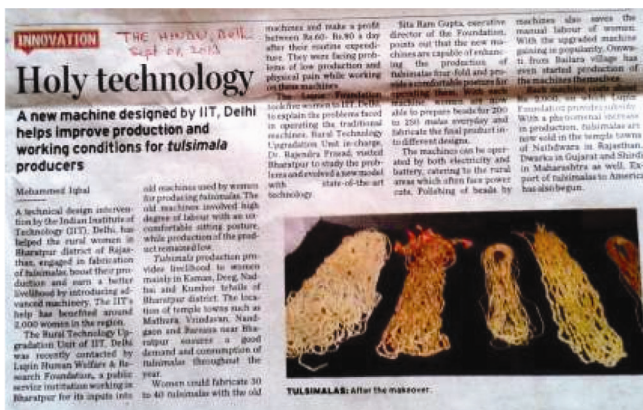 INNOVATION
THE HINDU, Delhi
Sept 01, 2013
Holy technology
A new machine designed by IIT, Delhi
helps improve production and
working conditions for tulsimala
producers
Mohammed Iqbal
A technical design interven-
tion by the Indian Institute of
Technology (IIT), Delhi, has
helped the rural women in
Bharatpur district of Rajas-
than, engaged in fabrication
of tulsimalas, boost their pro-
duction and earn a better
livelihood by introducing ad-
vanced machinery. The IIT's
help has benefited around
2,000 women in the region.
The Rural Technology Up-
gradation Unit of IIT, Delhi
was recently contacted by
Lupin Human Welfare & Re-
search Foundation, a public
service institution working in
Bharatpur for its inputs into
old machines used by women
for producing tulsimalas. The
old machines involved high
degree of labour with an un-
comfortable sitting posture,
while production of the prod-
uct remained low.
Tulsimala production pro-
vides livelihood to women
mainly in Kaman, Deeg, Nad-
bai and Kumher tehsils of
Bharatpur district. The loca-
tion of temple towns such as
Mathura, Vrindavan, Nand-
gaon and Barsana near Bha-
ratpur ensures a good
demand and consumption of
tulsimalas throughout the
year.
Women could fabricate 30
to 40 tulsimalas with the old
machines and make a profit
between Rs.60- Rs.80 a day
after their routine expendi-
ture. They were facing prob-
lems of low production and
physical pain while working
on these machines.
The Lupin Foundation
took five women to IIT, Delhi
to explain the problems faced
in operating the traditional
machines. Rural Technology
Upgradation Unit in-charge,
Dr. Rajendra Prasad, visited
Bharatpur to study the prob-
lems and evolved a new model
with state-of-the-art
technology.
Sita Ram Gupta, executive
director of the Foundation,
points out that the new ma-
chines are capable of enhanc-
ing the production of
tulsimalas four-fold and pro-
vide a comfortable posture for
operating them. With each
machine, women are now
able to prepare beads for 200
to 250 malas everyday and
fabricate the final product in-
to different designs.
The machines can be oper-
ated by both electricity and
battery, catering to the rural
areas which often face power
cuts. Polishing of beads by
machines also saves the
manual labour of women.
With the upgraded machine
gaining in popularity, Omwa-
ti from Bailara village has
even started production of
the machines themselves.
Lupin
Foundation provides subsidy.
With a phenomenal increase
in production, tulsimalas are
now sold in the temple towns
of Nathdwara in Rajasthan,
Dwarka in Gujarat and Shirdi
in Maharashtra as well. Ex-
port of tulsimalas to America
has also begun.
TULSIMALAS: After the makeover.